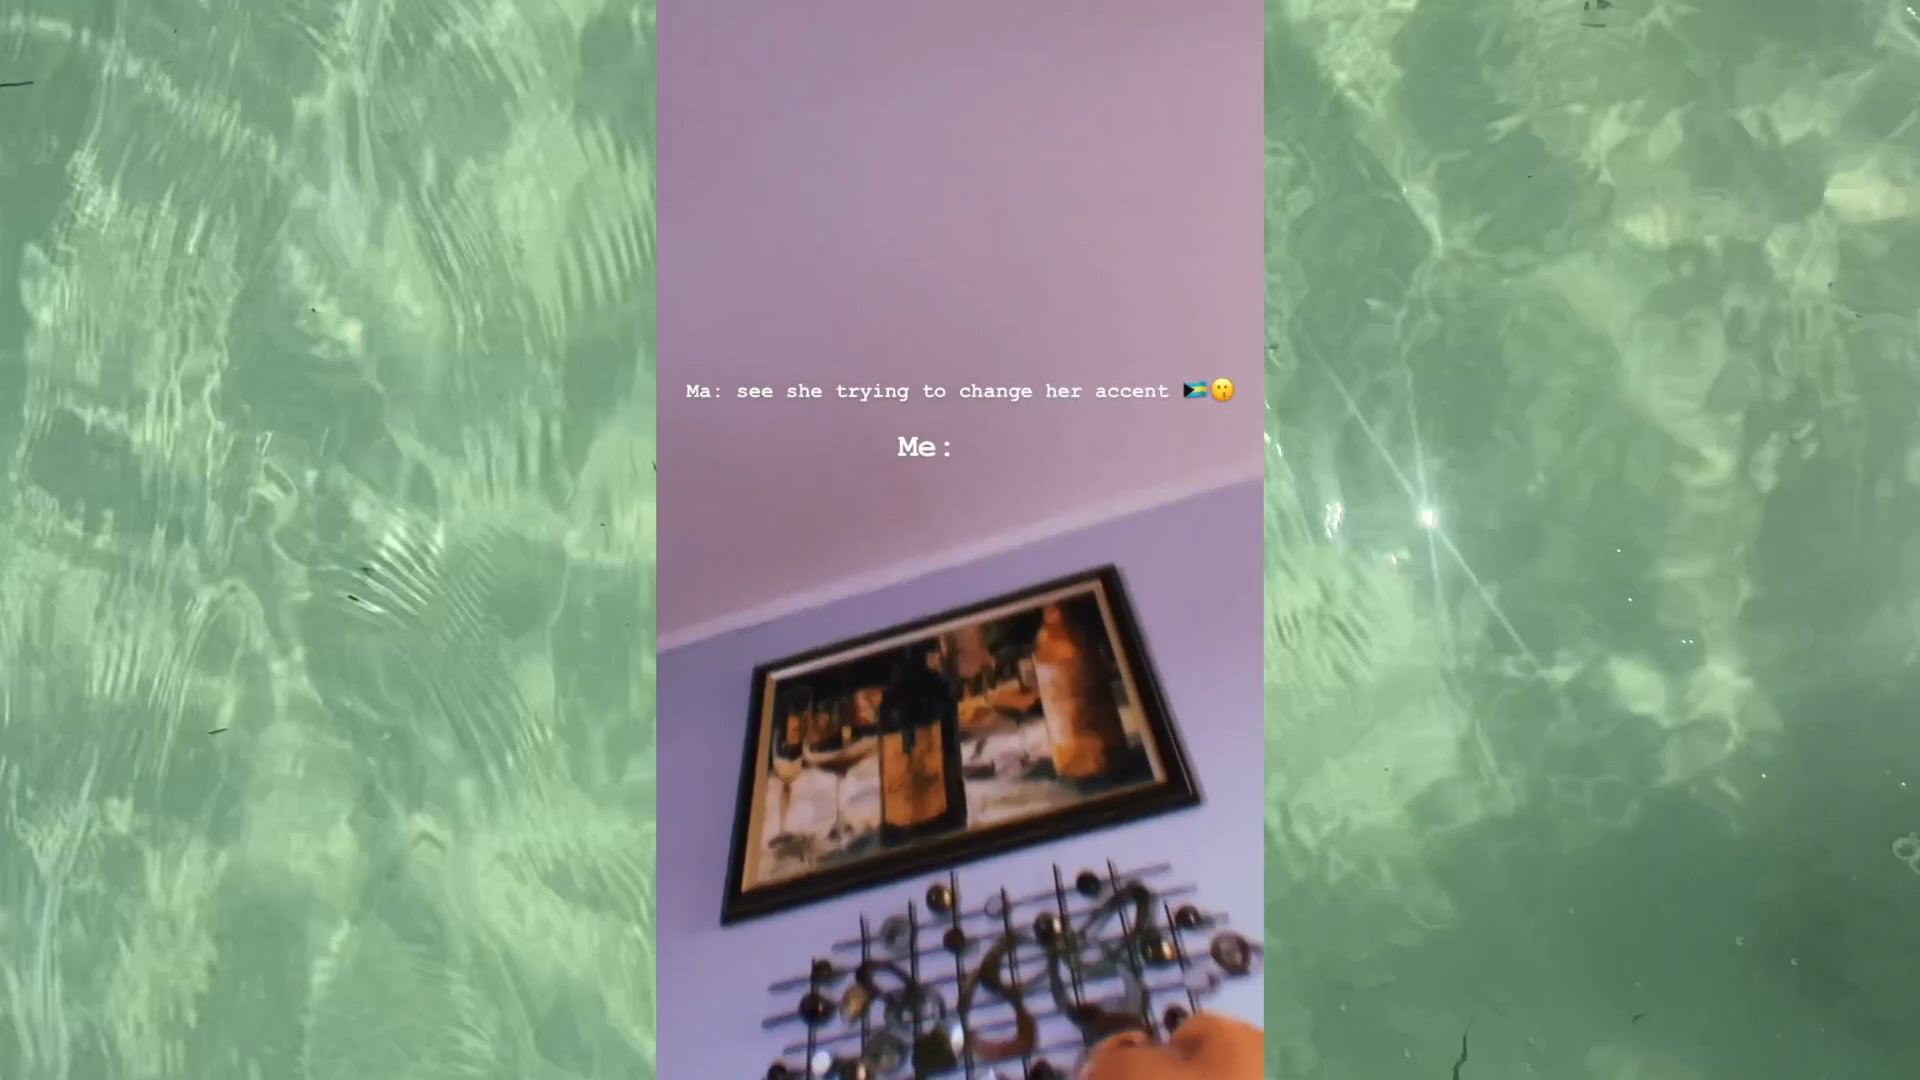 Ma: see she trying to change her accent 🇧🇸😗
Me: